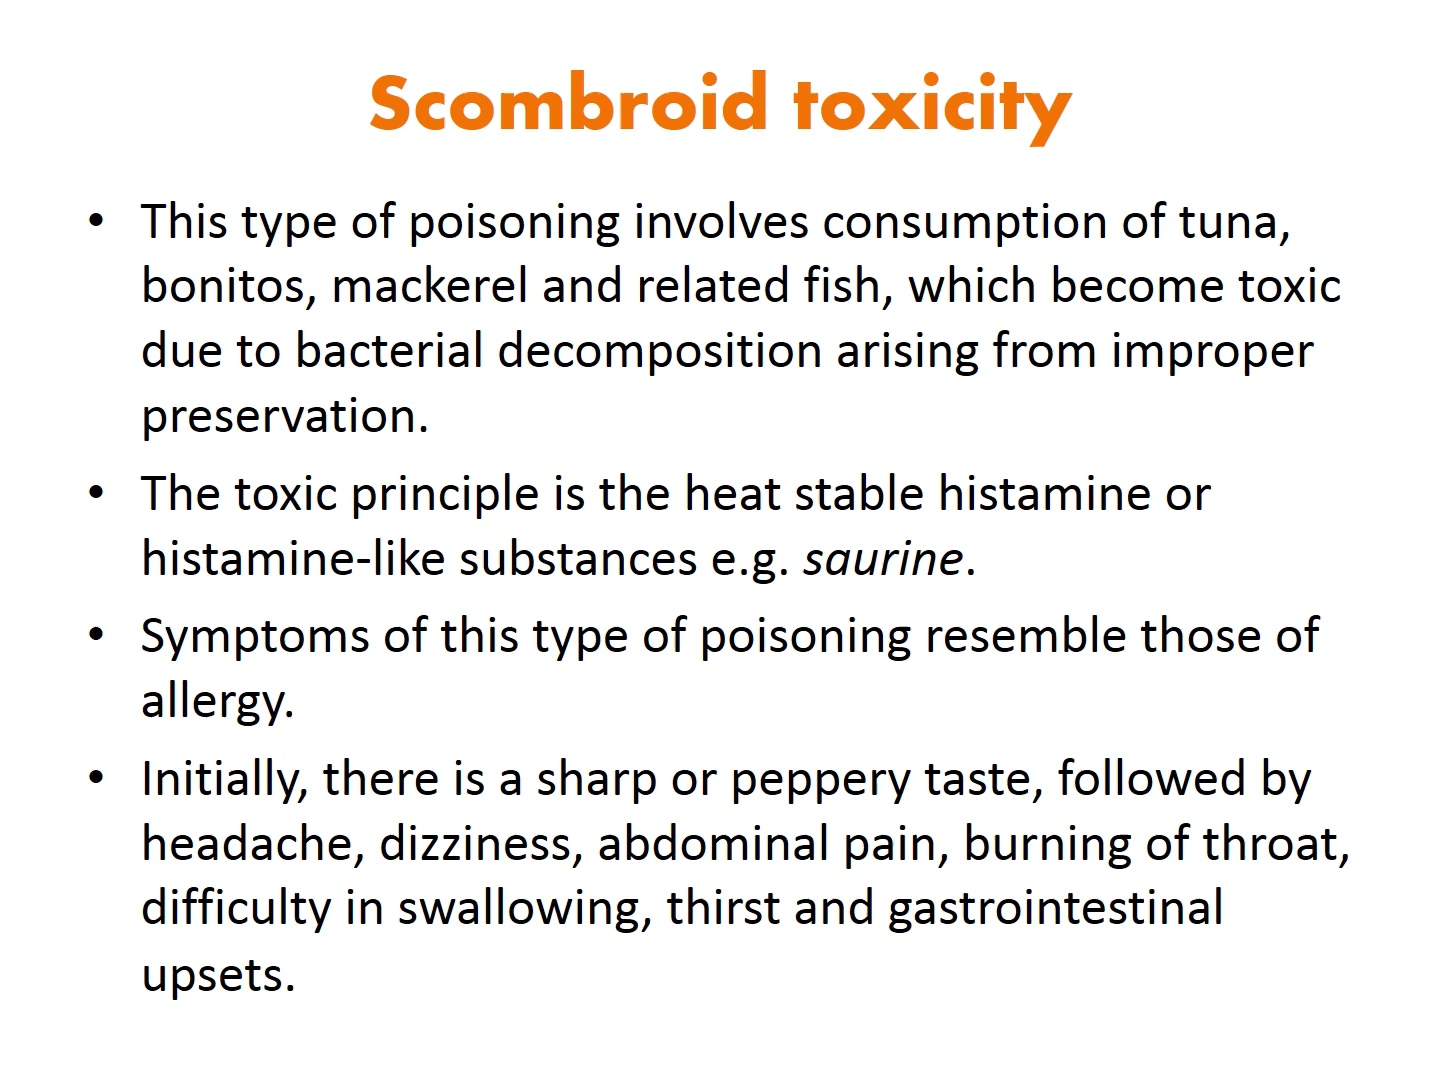 Scombroid toxicity
• This type of poisoning involves consumption of tuna,
bonitos, mackerel and related fish, which become toxic
due to bacterial decomposition arising from improper
preservation.
• The toxic principle is the heat stable histamine or
histamine-like substances e.g. saurine.
• Symptoms of this type of poisoning resemble those of
allergy.
• Initially, there is a sharp or peppery taste, followed by
headache, dizziness, abdominal pain, burning of throat,
difficulty in swallowing, thirst and gastrointestinal
upsets.